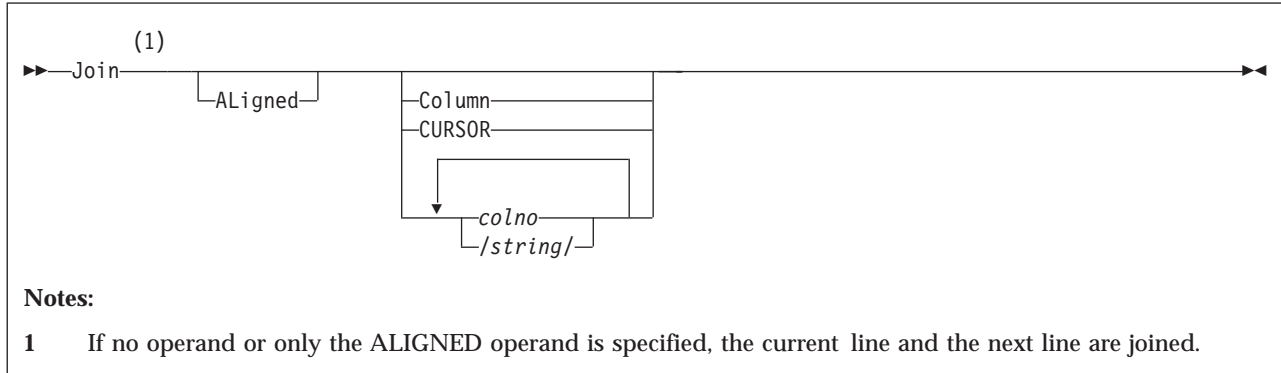 (1)
Join
ALigned
Column
CURSOR
colno
/string/
Notes:
1 If no operand or only the ALIGNED operand is specified, the current line and the next line are joined.